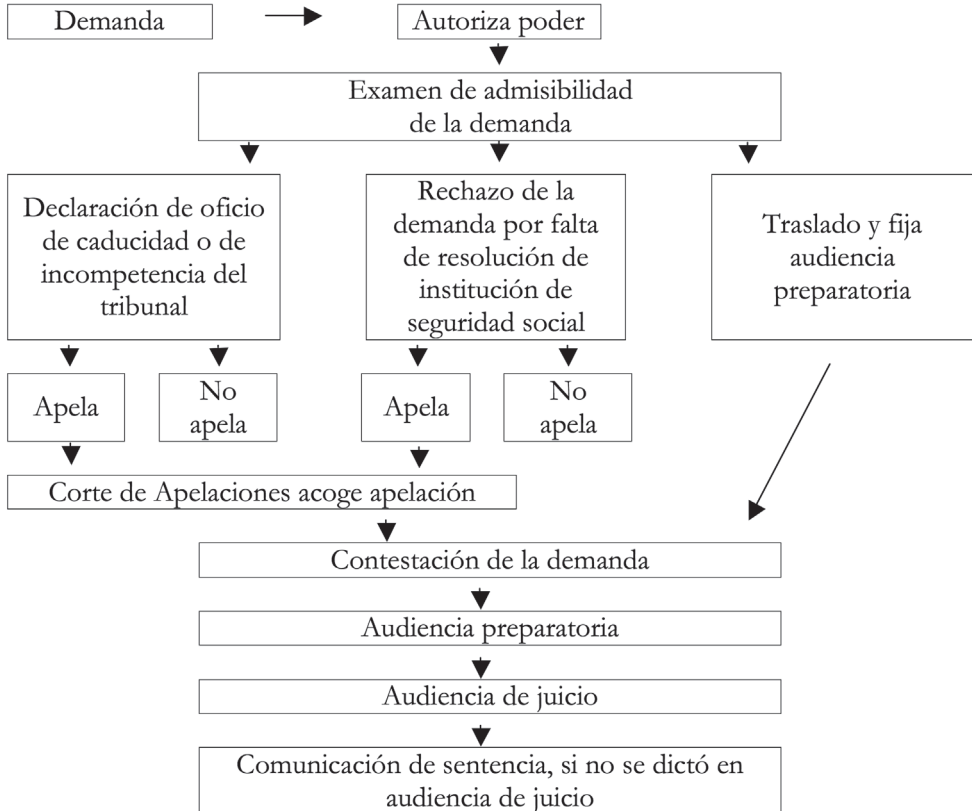 Demanda
Autoriza poder
Examen de admisibilidad
de la demanda
Declaración de oficio
de caducidad o de
incompetencia del
tribunal
Rechazo de la
demanda por falta
de resolución de
institución de
seguridad social
Traslado y fija
audiencia
preparatoria
Apela
No
apela
Apela
No
apela
Corte de Apelaciones acoge apelación
Contestación de la demanda
Audiencia preparatoria
Audiencia de juicio
Comunicación de sentencia, si no se dictó en
audiencia de juicio